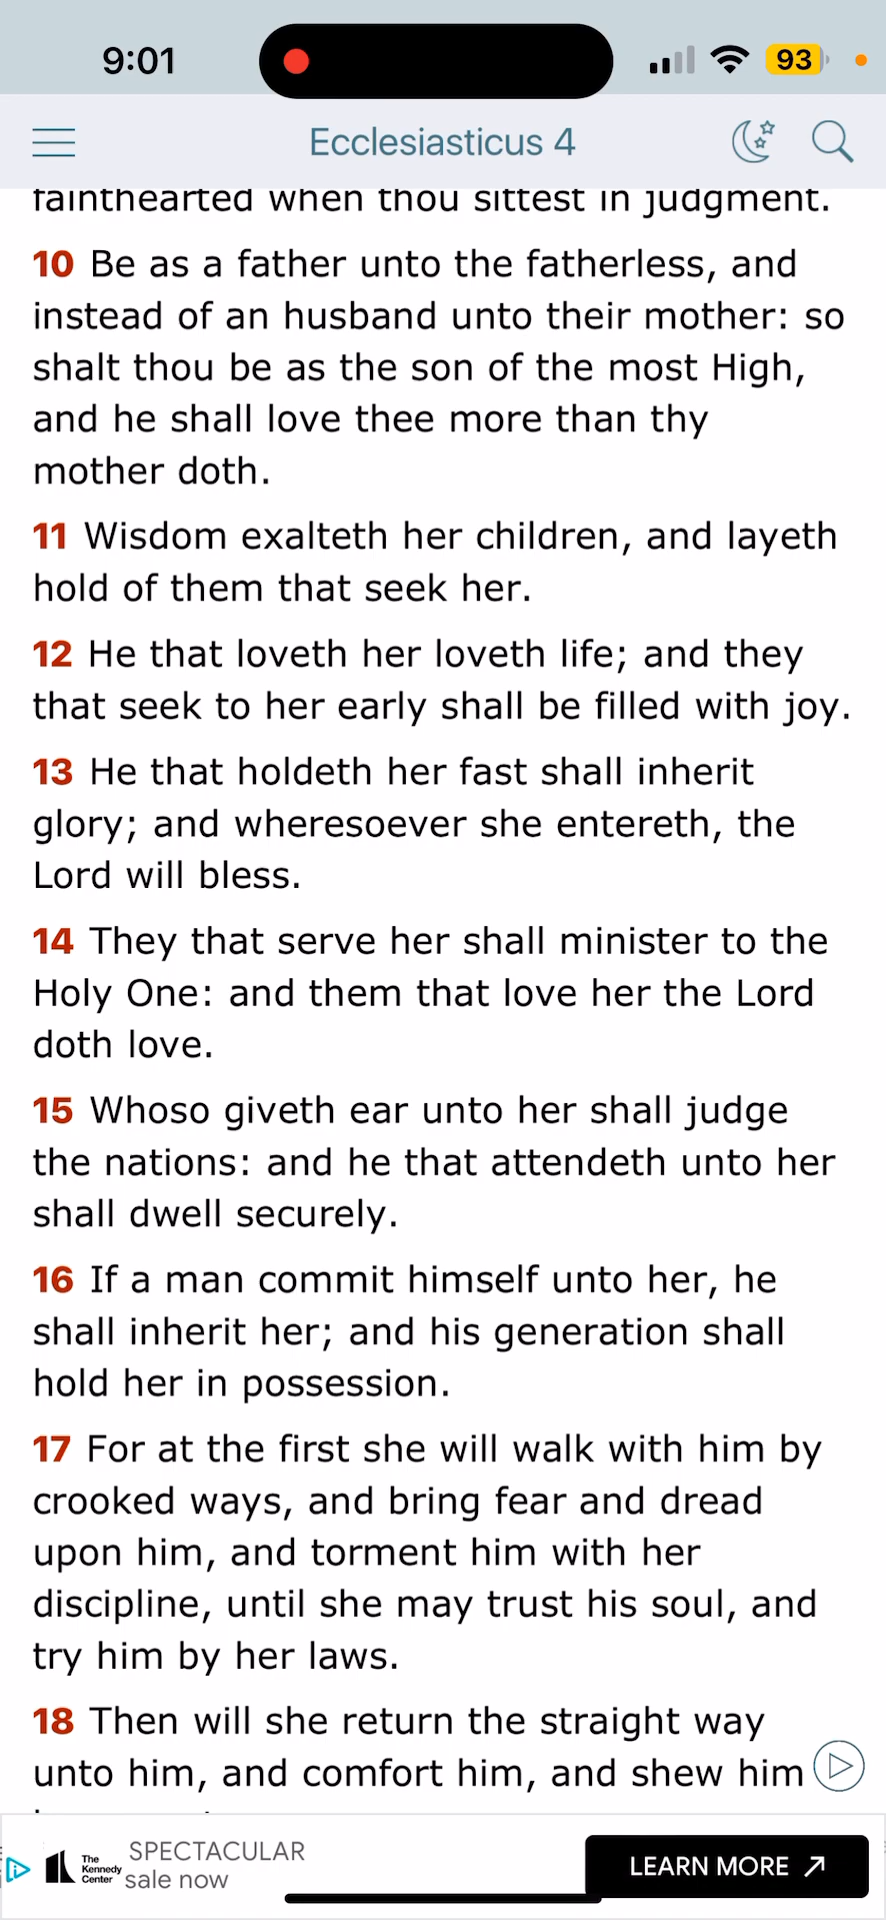 9:01
93
Ecclesiasticus 4
fainthearted when thou sittest in judgment.
10 Be as a father unto the fatherless, and
instead of an husband unto their mother: so
shalt thou be as the son of the most High,
and he shall love thee more than thy
mother doth.
11 Wisdom exalteth her children, and layeth
hold of them that seek her.
12 He that loveth her loveth life; and they
that seek to her early shall be filled with joy.
13 He that holdeth her fast shall inherit
glory; and wheresoever she entereth, the
Lord will bless.
14 They that serve her shall minister to the
Holy One: and them that love her the Lord
doth love.
15 Whoso giveth ear unto her shall judge
the nations: and he that attendeth unto her
shall dwell securely.
16 If a man commit himself unto her, he
shall inherit her; and his generation shall
hold her in possession.
17 For at the first she will walk with him by
crooked ways, and bring fear and dread
upon him, and torment him with her
discipline, until she may trust his soul, and
try him by her laws.
18 Then will she return the straight way
unto him, and comfort him, and shew him
The
Kennedy
Center
SPECTACULAR
sale now
LEARN MORE